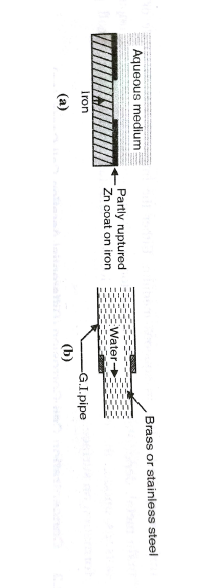 Aqueous medium
Iron
Partly ruptured
Zn coat on iron
(a)
Brass or stainless steel
Water
G.I.pipe
(b)